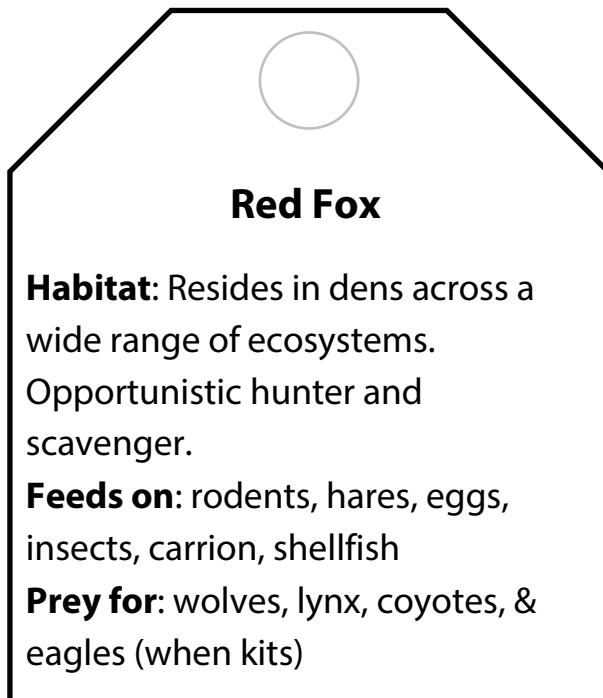 Red Fox
Habitat: Resides in dens across a
wide range of ecosystems.
Opportunistic hunter and
scavenger.
Feeds on: rodents, hares, eggs,
insects, carrion, shellfish
Prey for: wolves, lynx, coyotes, &
eagles (when kits)